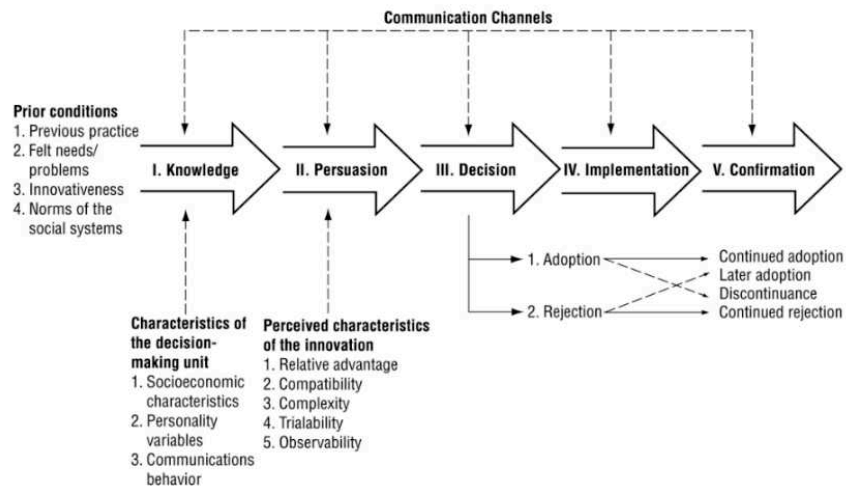 Communication Channels
Prior conditions
1. Previous practice
2. Felt needs/
problems
3. Innovativeness
4. Norms of the
social systems
I. Knowledge
II. Persuasion
III. Decision
IV. Implementation
V. Confirmation
1. Adoption
2. Rejection
Continued adoption
Later adoption
Discontinuance
Continued rejection
Characteristics of
the decision-
making unit
1. Socioeconomic
characteristics
2. Personality
variables
3. Communications
behavior
Perceived characteristics
of the innovation
1. Relative advantage
2. Compatibility
3. Complexity
4. Trialability
5. Observability